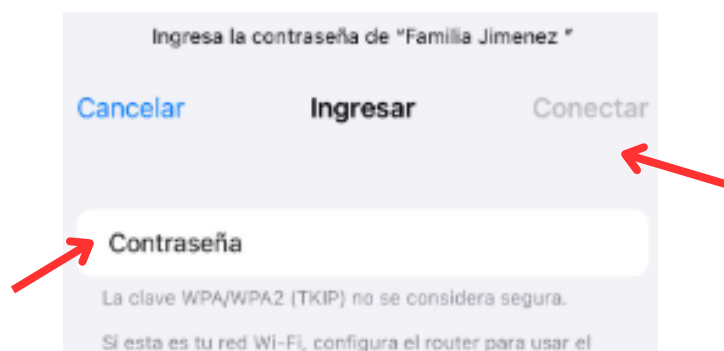 Ingresa la contraseña de "Familia Jimenez "
Cancelar Ingresar Conectar
Contraseña
La clave WPA/WPA2 (TKIP) no se considera segura.
Si esta es tu red Wi-Fi, configura el router para usar el